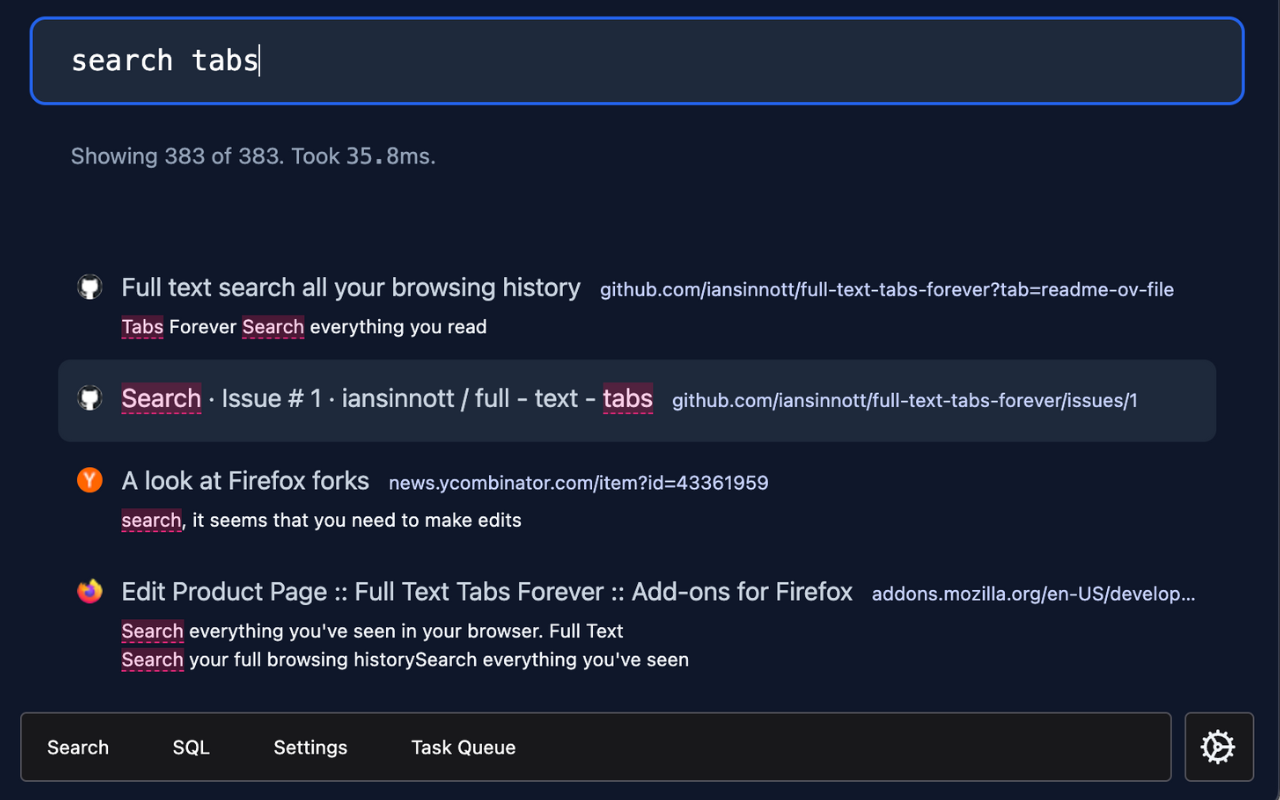 search tabs
Showing 383 of 383. Took 35.8ms.
Full text search all your browsing history github.com/iansinnott/full-text-tabs-forever?tab=readme-ov-file
Tabs Forever Search everything you read
Search · Issue # 1 · iansinnott / full - text - tabs github.com/iansinnott/full-text-tabs-forever/issues/1
Y A look at Firefox forks news.ycombinator.com/item?id=43361959
search, it seems that you need to make edits
Edit Product Page :: Full Text Tabs Forever :: Add-ons for Firefox addons.mozilla.org/en-US/develop...
Search everything you've seen in your browser. Full Text
Search your full browsing historySearch everything you've seen
Search SQL Settings Task Queue